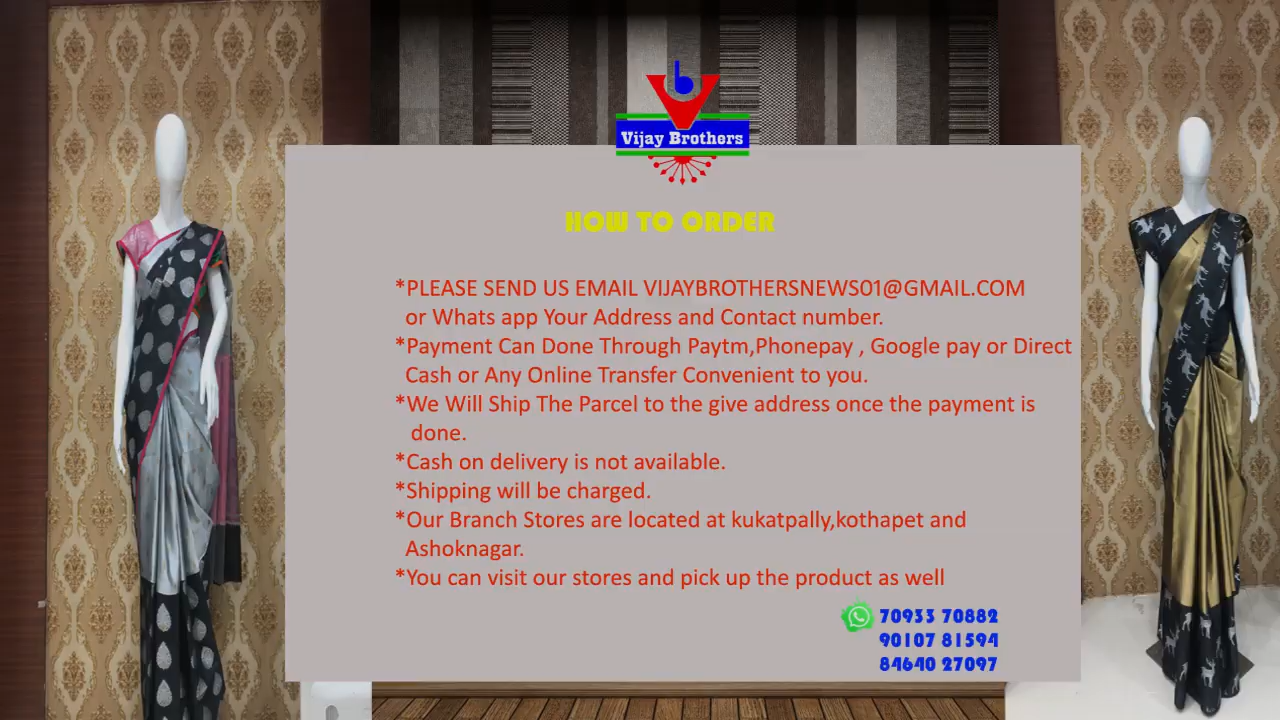 b
Vijay Brothers
HOW TO ORDER
*PLEASE SEND US EMAIL VIJAYBROTHERSNEWS01@GMAIL.COM
or Whats app Your Address and Contact number.
*Payment Can Done Through Paytm,Phonepay , Google pay or Direct
Cash or Any Online Transfer Convenient to you.
*We Will Ship The Parcel to the give address once the payment is
done.
*Cash on delivery is not available.
*Shipping will be charged.
*Our Branch Stores are located at kukatpally,kothapet and
Ashoknagar.
*You can visit our stores and pick up the product as well
70933 70882
90107 81594
84640 27097